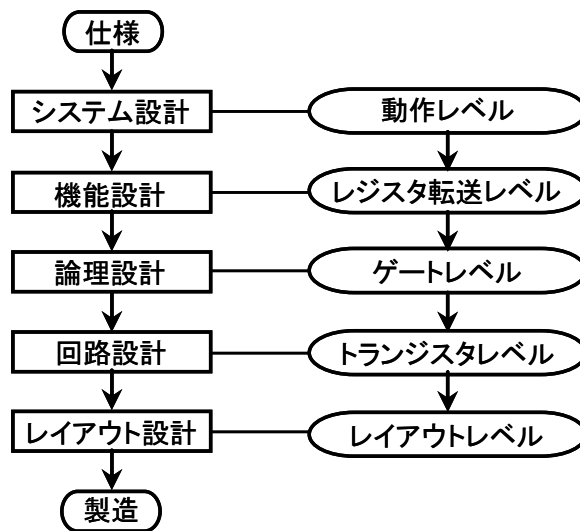 仕様
システム設計
動作レベル
機能設計
レジスタ転送レベル
論理設計
ゲートレベル
回路設計
トランジスタレベル
レイアウト設計
レイアウトレベル
製造